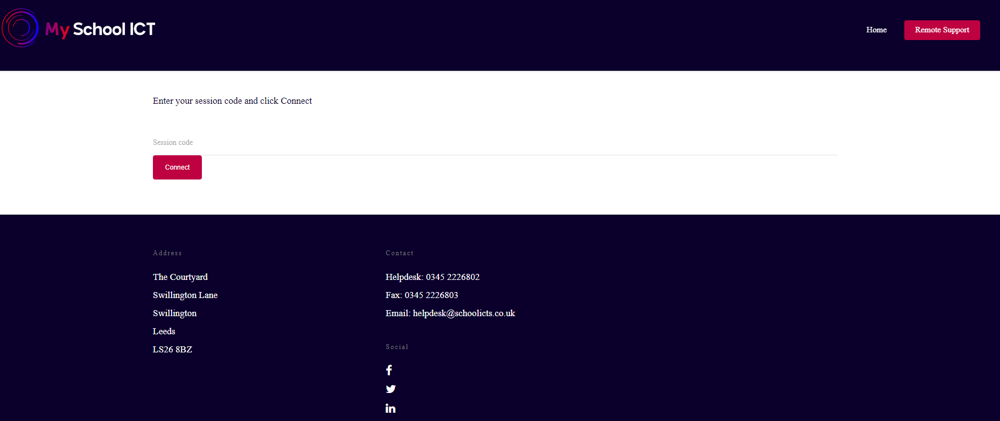 My School ICT
Home
Remote Support
Enter your session code and click Connect
Session code
Connect
Address
The Courtyard
Swillington Lane
Swillington
Leeds
LS26 8BZ
Contact
Helpdesk: 0345 2226802
Fax: 0345 2226803
Email: helpdesk@schoolicts.co.uk
Social